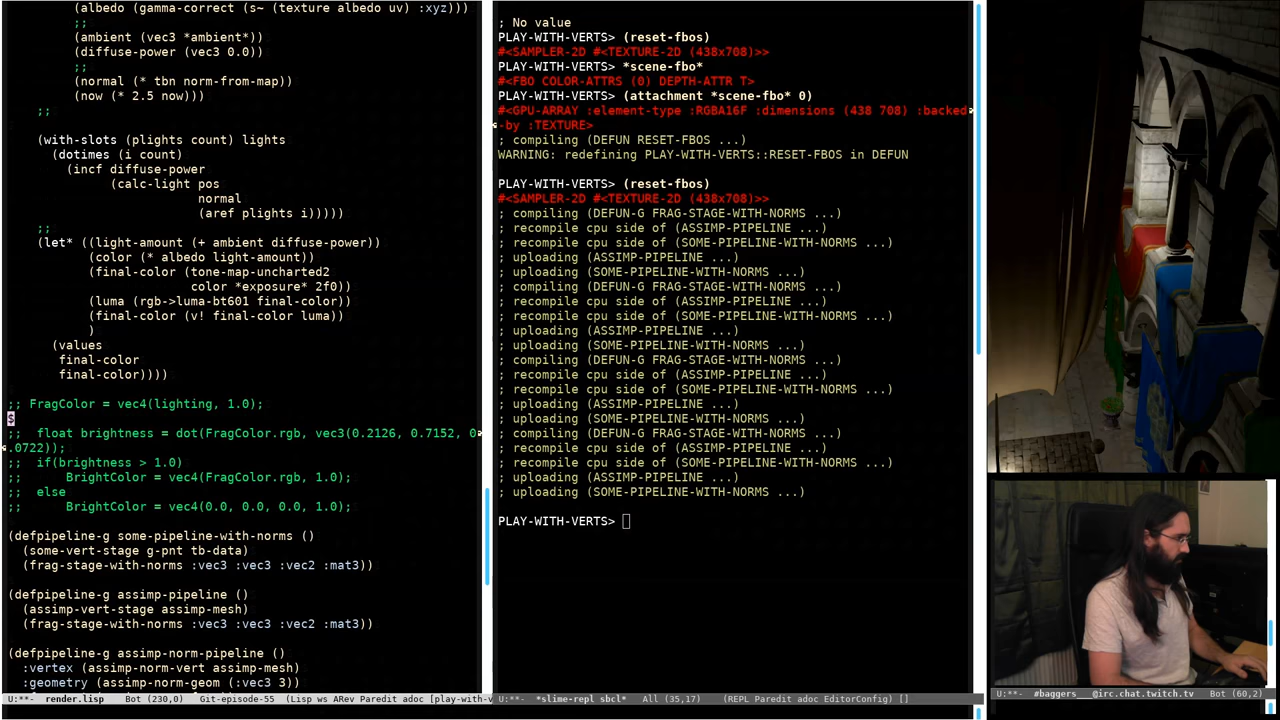 (albedo (gamma-correct (s~ (texture albedo uv) :xyz)))
;;
(ambient (vec3 *ambient*))
(diffuse-power (vec3 0.0))
;;
(normal (* tbn norm-from-map))
(now (* 2.5 now)))
;;
(with-slots (plights count) lights
(dotimes (i count)
(incf diffuse-power
(calc-light pos
normal
(aref plights i)))))
;;
(let* ((light-amount (+ ambient diffuse-power))
(color (* albedo light-amount))
(final-color (tone-map-uncharted2
color *exposure* 2f0))
(luma (rgb->luma-bt601 final-color))
(final-color (v! final-color luma))
)
(values
final-color
final-color))))
;; FragColor = vec4(lighting, 1.0);
$
;;  float brightness = dot(FragColor.rgb, vec3(0.2126, 0.7152, 0
.0722));
;;  if(brightness > 1.0)
;;      BrightColor = vec4(FragColor.rgb, 1.0);
;;  else
;;      BrightColor = vec4(0.0, 0.0, 0.0, 1.0);
(defpipeline-g some-pipeline-with-norms ()
(some-vert-stage g-pnt tb-data)
(frag-stage-with-norms :vec3 :vec3 :vec2 :mat3))
(defpipeline-g assimp-pipeline ()
(assimp-vert-stage assimp-mesh)
(frag-stage-with-norms :vec3 :vec3 :vec2 :mat3))
(defpipeline-g assimp-norm-pipeline ()
:vertex (assimp-norm-vert assimp-mesh)
:geometry (assimp-norm-geom (:vec3 3))
U:**-  render.lisp    Bot (230,0)   Git-episode-55  (Lisp ws ARev Paredit adoc [play-with-v
; No value
PLAY-WITH-VERTS> (reset-fbos)
#<SAMPLER-2D #<TEXTURE-2D (438x708)>>
PLAY-WITH-VERTS> *scene-fbo*
#<FBO COLOR-ATTRS (0) DEPTH-ATTR T>
PLAY-WITH-VERTS> (attachment *scene-fbo* 0)
#<GPU-ARRAY :element-type :RGBA16F :dimensions (438 708) :backed
-by :TEXTURE>
; compiling (DEFUN RESET-FBOS ...)
WARNING: redefining PLAY-WITH-VERTS::RESET-FBOS in DEFUN
PLAY-WITH-VERTS> (reset-fbos)
#<SAMPLER-2D #<TEXTURE-2D (438x708)>>
; compiling (DEFUN-G FRAG-STAGE-WITH-NORMS ...)
; recompile cpu side of (ASSIMP-PIPELINE ...)
; recompile cpu side of (SOME-PIPELINE-WITH-NORMS ...)
; uploading (ASSIMP-PIPELINE ...)
; uploading (SOME-PIPELINE-WITH-NORMS ...)
; compiling (DEFUN-G FRAG-STAGE-WITH-NORMS ...)
; recompile cpu side of (ASSIMP-PIPELINE ...)
; recompile cpu side of (SOME-PIPELINE-WITH-NORMS ...)
; uploading (ASSIMP-PIPELINE ...)
; uploading (SOME-PIPELINE-WITH-NORMS ...)
; compiling (DEFUN-G FRAG-STAGE-WITH-NORMS ...)
; recompile cpu side of (ASSIMP-PIPELINE ...)
; recompile cpu side of (SOME-PIPELINE-WITH-NORMS ...)
; uploading (ASSIMP-PIPELINE ...)
; uploading (SOME-PIPELINE-WITH-NORMS ...)
; compiling (DEFUN-G FRAG-STAGE-WITH-NORMS ...)
; recompile cpu side of (ASSIMP-PIPELINE ...)
; recompile cpu side of (SOME-PIPELINE-WITH-NORMS ...)
; uploading (ASSIMP-PIPELINE ...)
; uploading (SOME-PIPELINE-WITH-NORMS ...)
PLAY-WITH-VERTS>
U:**-  *slime-repl sbcl*   All (35,17)    (REPL Paredit adoc EditorConfig) []
U:**-  #baggers___@irc.chat.twitch.tv   Bot (60,2)